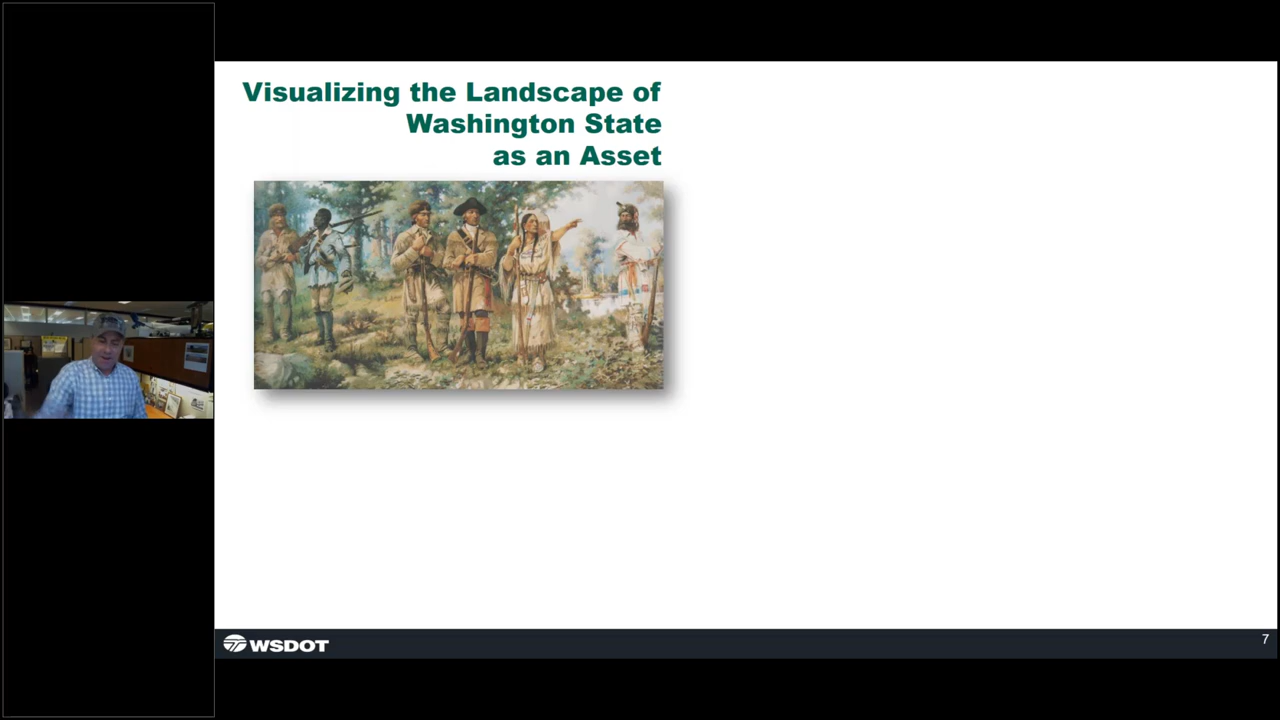 Visualizing the Landscape of
Washington State
as an Asset
WSDOT
7